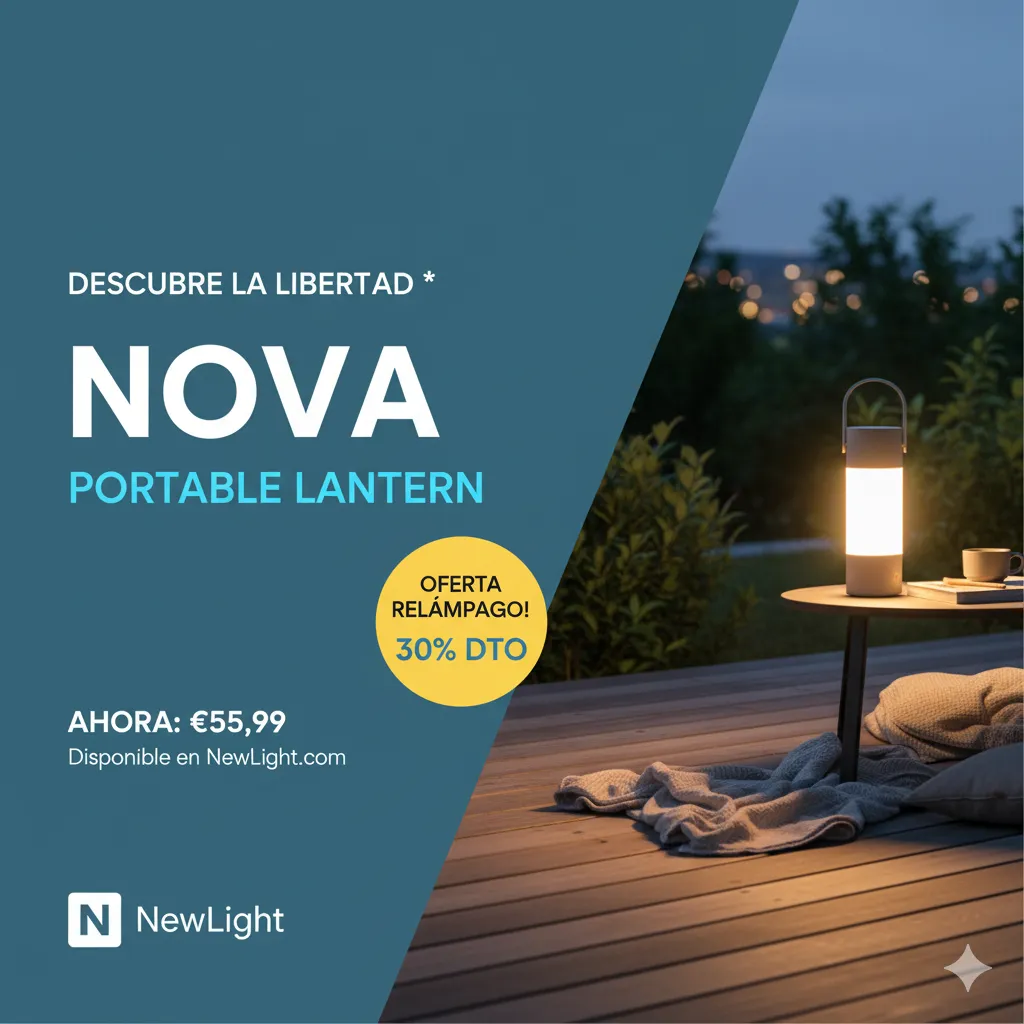 DESCUBRE LA LIBERTAD *
NOVA
PORTABLE LANTERN
OFERTA
RELÁMPAGO!
30% DTO
AHORA: €55,99
Disponible en NewLight.com
N NewLight